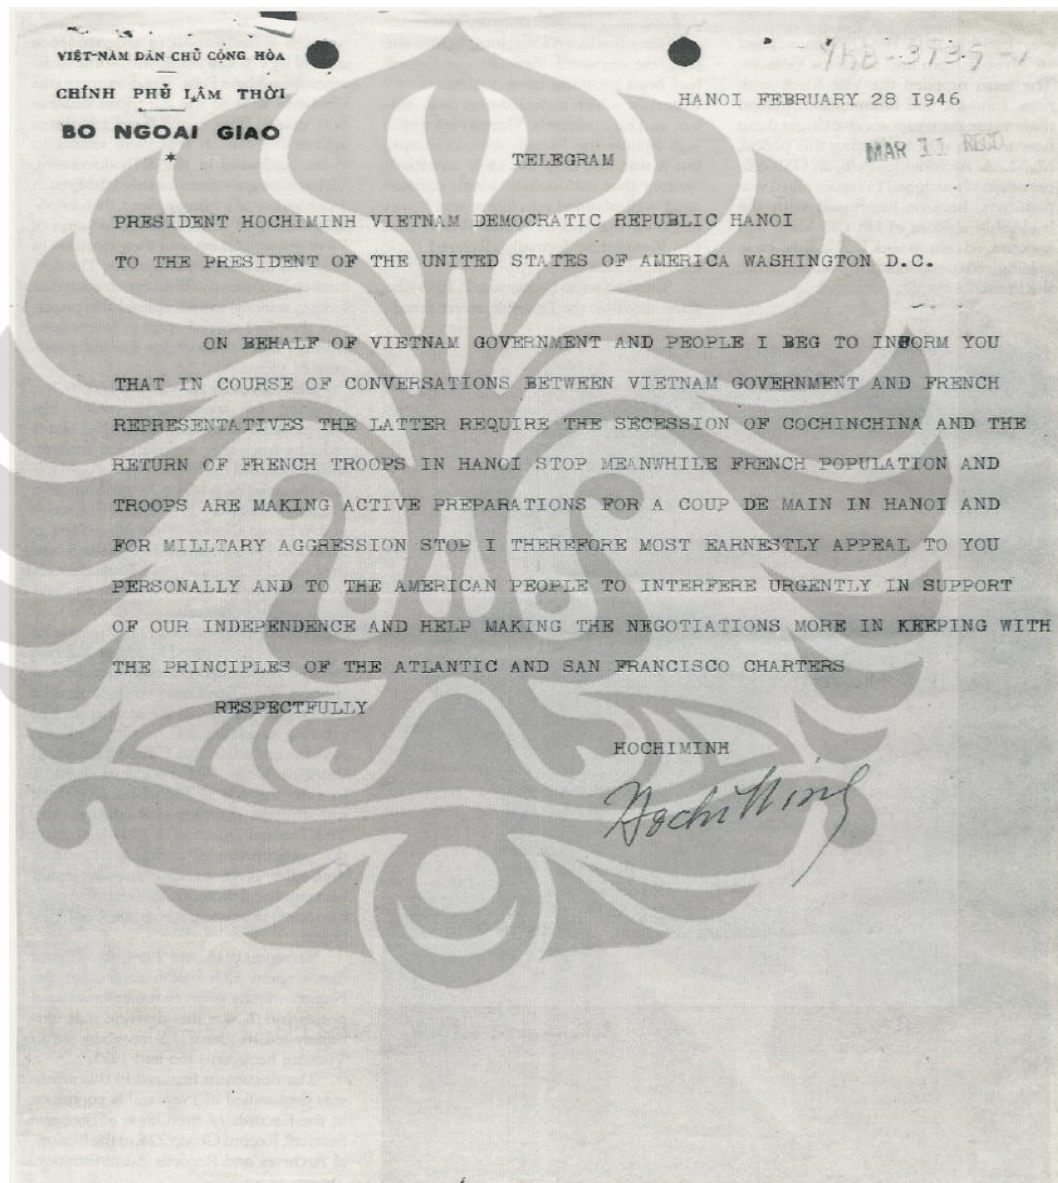 VIỆT-NAM DÂN CHỦ CỘNG HÒA
CHÍNH PHỦ LÂM THỜI
BO NGOAI GIAO
*
YKB-3739-1
HANOI FEBRUARY 28 1946
MAR 11 RECD
TELEGRAM
PRESIDENT HOCHIMINH VIETNAM DEMOCRATIC REPUBLIC HANOI
TO THE PRESIDENT OF THE UNITED STATES OF AMERICA WASHINGTON D.C.
ON BEHALF OF VIETNAM GOVERNMENT AND PEOPLE I BEG TO INFORM YOU
THAT IN COURSE OF CONVERSATIONS BETWEEN VIETNAM GOVERNMENT AND FRENCH
REPRESENTATIVES THE LATTER REQUIRE THE SECESSION OF COCHINCHINA AND THE
RETURN OF FRENCH TROOPS IN HANOI STOP MEANWHILE FRENCH POPULATION AND
TROOPS ARE MAKING ACTIVE PREPARATIONS FOR A COUP DE MAIN IN HANOI AND
FOR MILITARY AGGRESSION STOP I THEREFORE MOST EARNESTLY APPEAL TO YOU
PERSONALLY AND TO THE AMERICAN PEOPLE TO INTERFERE URGENTLY IN SUPPORT
OF OUR INDEPENDENCE AND HELP MAKING THE NEGOTIATIONS MORE IN KEEPING WITH
THE PRINCIPLES OF THE ATLANTIC AND SAN FRANCISCO CHARTERS
RESPECTFULLY
HOCHIMINH
Hochiminh